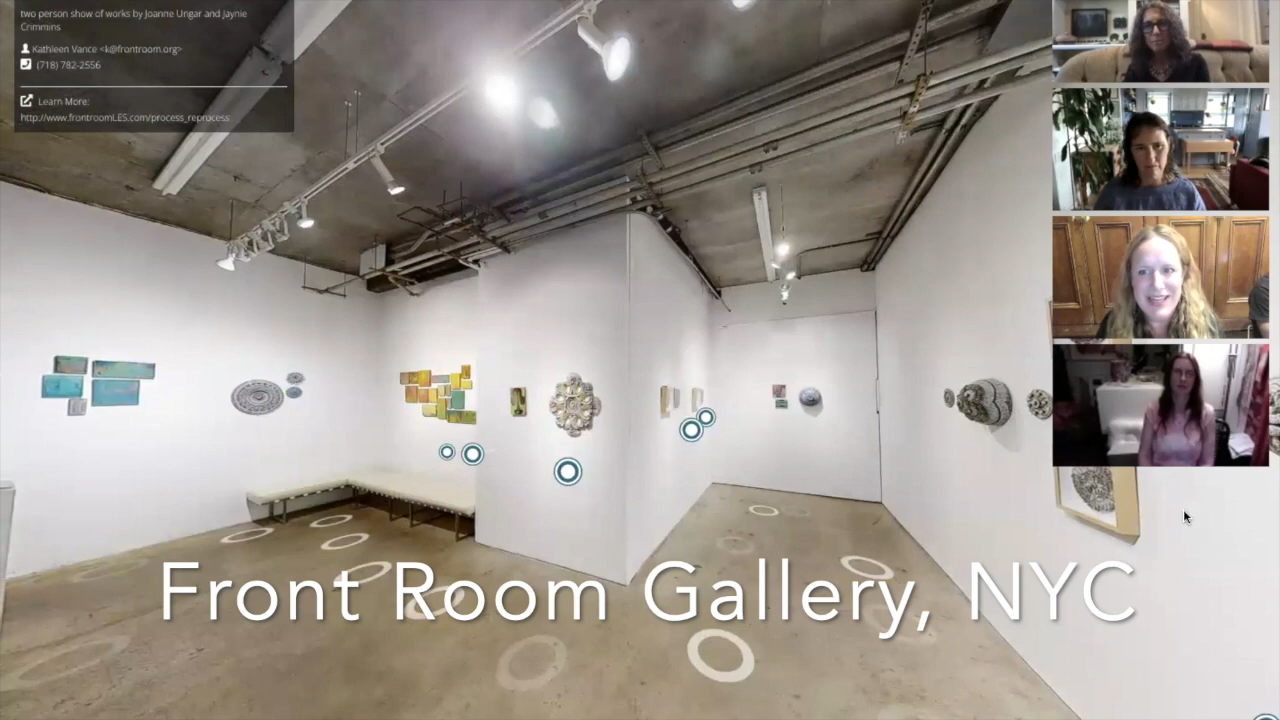 two person show of works by Joanne Ungar and Jaynie
Crimmins
Kathleen Vance <k@frontroom.org>
(718) 782-2556
Learn More:
http://www.frontroomLES.com/process_reprocess
Front Room Gallery, NYC